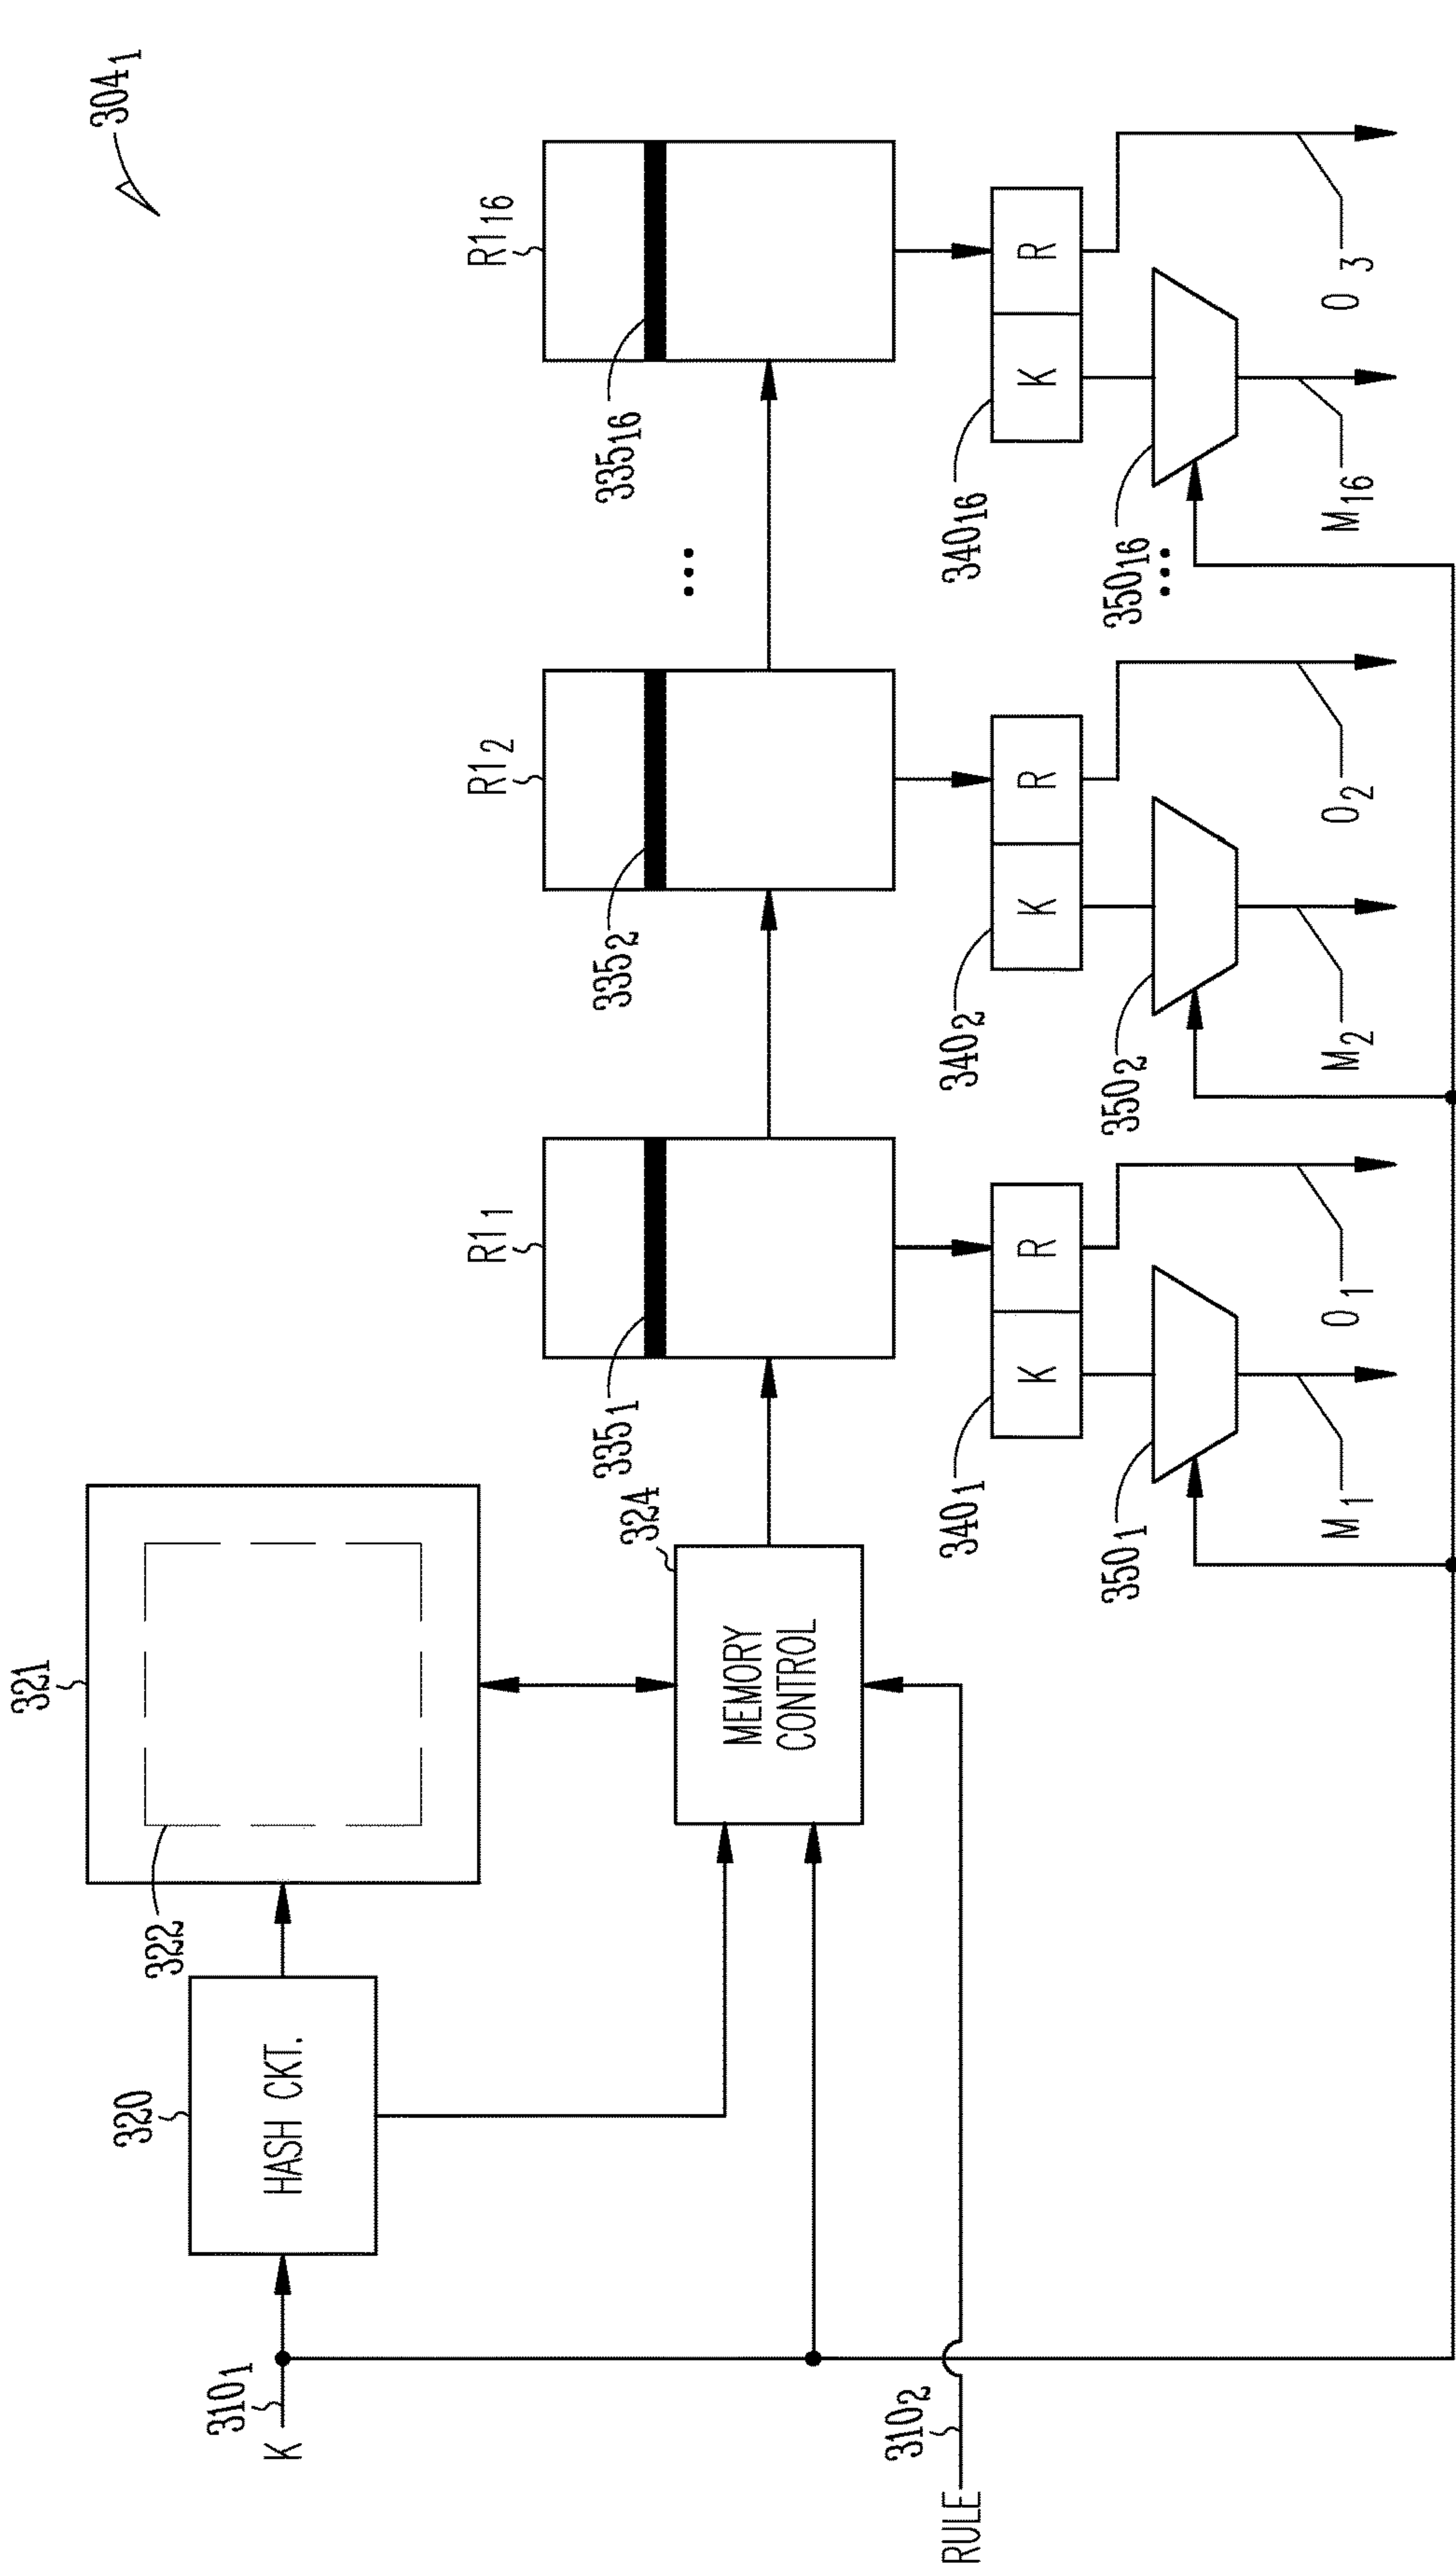 304₁
321
322
320
HASH CKT.
310₁
K
324
MEMORY
CONTROL
310₂
RULE
R1₁
R1₂
R1₁₆
335₁
335₂
335₁₆
...
340₁
K R
340₂
K R
340₁₆
K R
350₁
350₂
350₁₆
...
M₁
O₁
M₂
O₂
M₁₆
O ₃